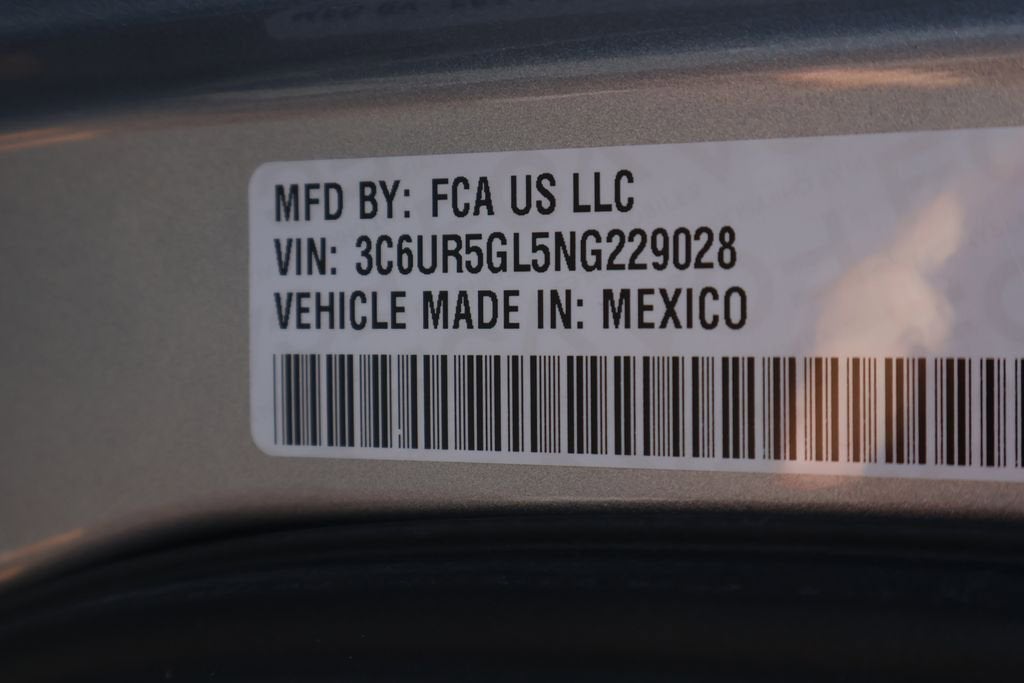 MFD BY: FCA US LLC
VIN: 3C6UR5GL5NG229028
VEHICLE MADE IN: MEXICO